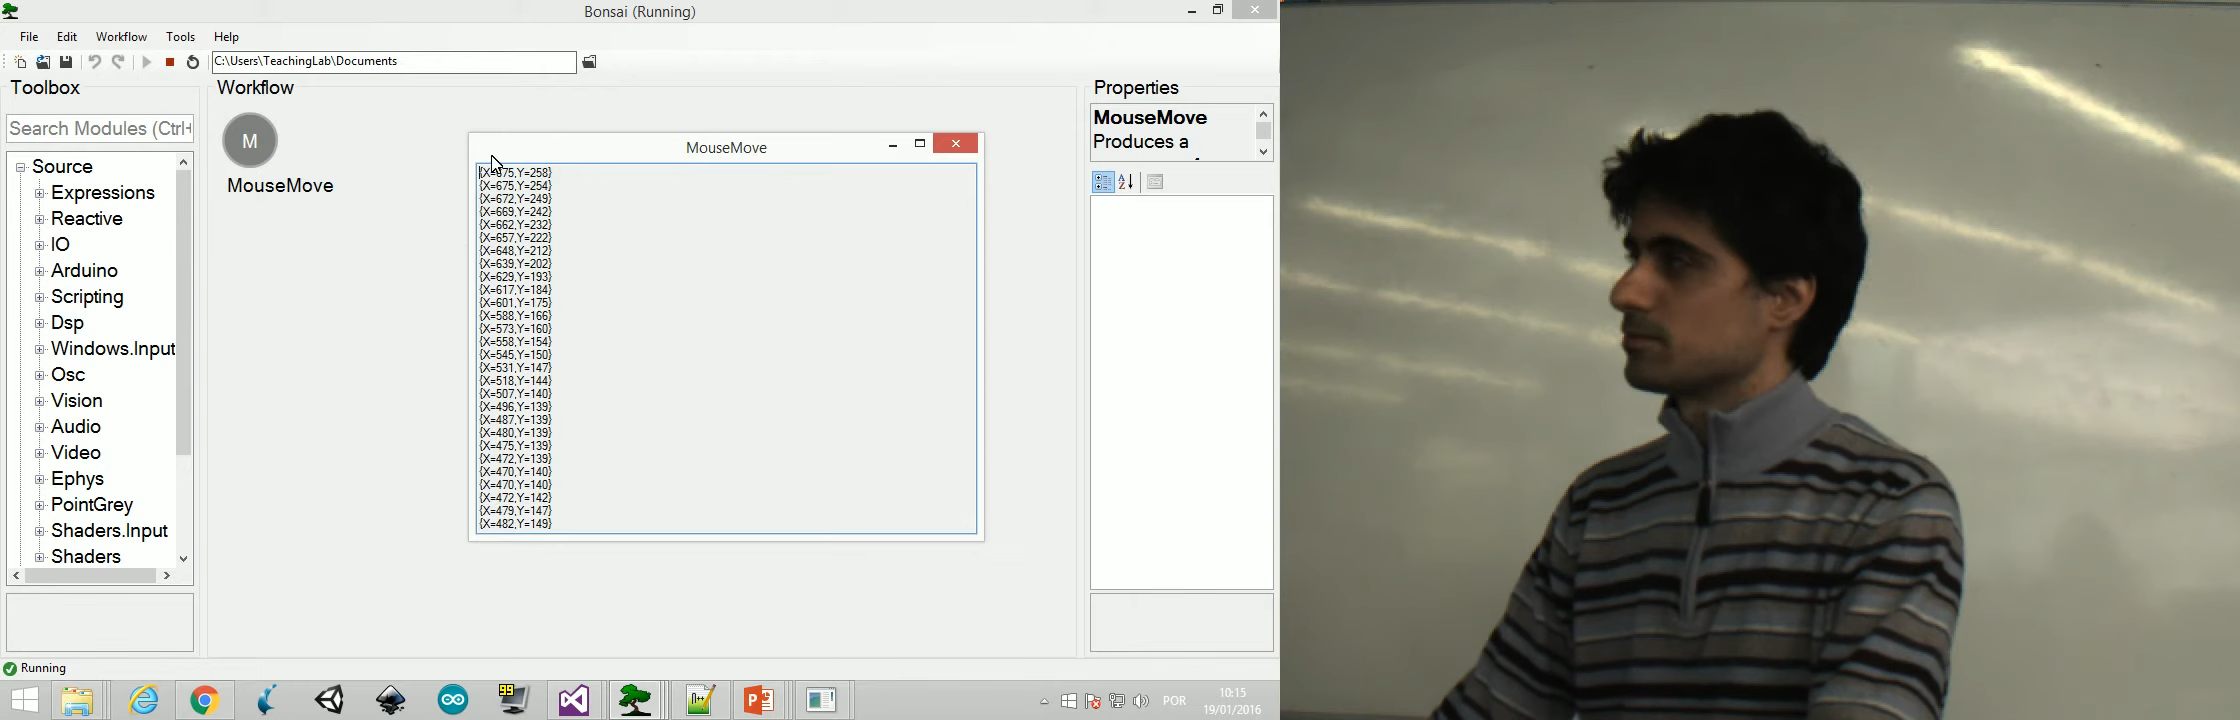 Bonsai (Running)
File Edit Workflow Tools Help
C:\Users\TeachingLab\Documents
Toolbox
Workflow
Properties
Search Modules (Ctrl+
M
MouseMove
MouseMove
MouseMove
Produces a
Source
Expressions
Reactive
IO
Arduino
Scripting
Dsp
Windows.Input
Osc
Vision
Audio
Video
Ephys
PointGrey
Shaders.Input
Shaders
{X=675,Y=258}
{X=675,Y=254}
{X=672,Y=249}
{X=669,Y=242}
{X=662,Y=232}
{X=657,Y=222}
{X=648,Y=212}
{X=639,Y=202}
{X=629,Y=193}
{X=617,Y=184}
{X=601,Y=175}
{X=588,Y=166}
{X=573,Y=160}
{X=558,Y=154}
{X=545,Y=150}
{X=531,Y=147}
{X=518,Y=144}
{X=507,Y=140}
{X=496,Y=139}
{X=487,Y=139}
{X=480,Y=139}
{X=475,Y=139}
{X=472,Y=139}
{X=470,Y=140}
{X=470,Y=140}
{X=472,Y=142}
{X=479,Y=147}
{X=482,Y=149}
Running
99
POR
10:15
19/01/2016